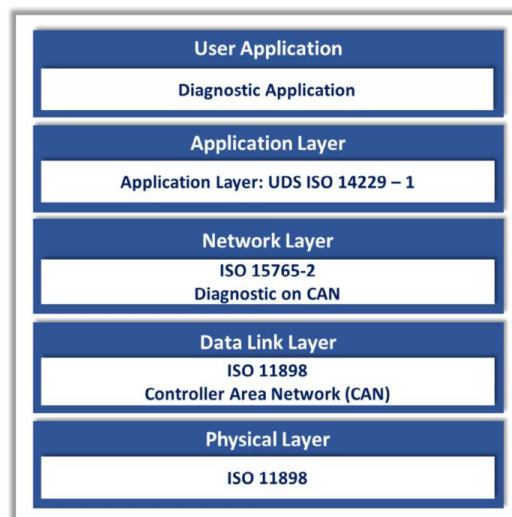 User Application
Diagnostic Application
Application Layer
Application Layer: UDS ISO 14229 – 1
Network Layer
ISO 15765-2
Diagnostic on CAN
Data Link Layer
ISO 11898
Controller Area Network (CAN)
Physical Layer
ISO 11898